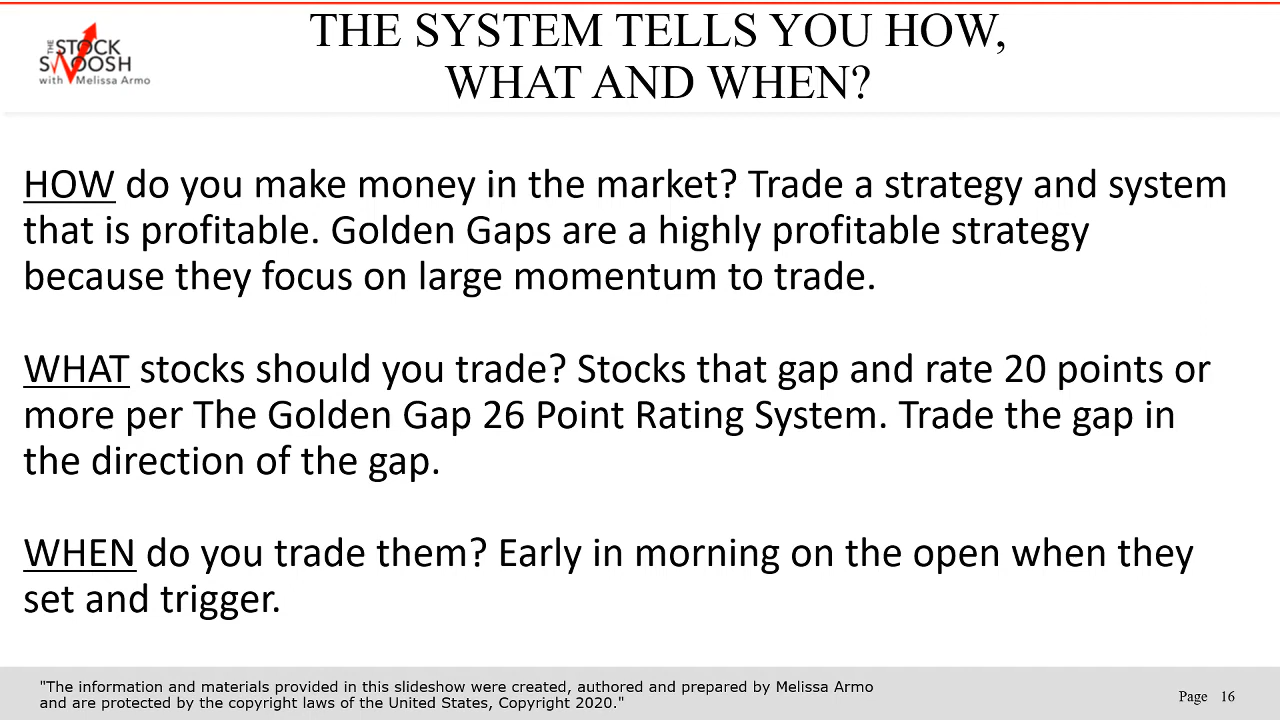 THE STOCK
SWOOSH
with Melissa Armo
THE SYSTEM TELLS YOU HOW,
WHAT AND WHEN?
HOW do you make money in the market? Trade a strategy and system
that is profitable. Golden Gaps are a highly profitable strategy
because they focus on large momentum to trade.
WHAT stocks should you trade? Stocks that gap and rate 20 points or
more per The Golden Gap 26 Point Rating System. Trade the gap in
the direction of the gap.
WHEN do you trade them? Early in morning on the open when they
set and trigger.
"The information and materials provided in this slideshow were created, authored and prepared by Melissa Armo
and are protected by the copyright laws of the United States, Copyright 2020."
Page 16